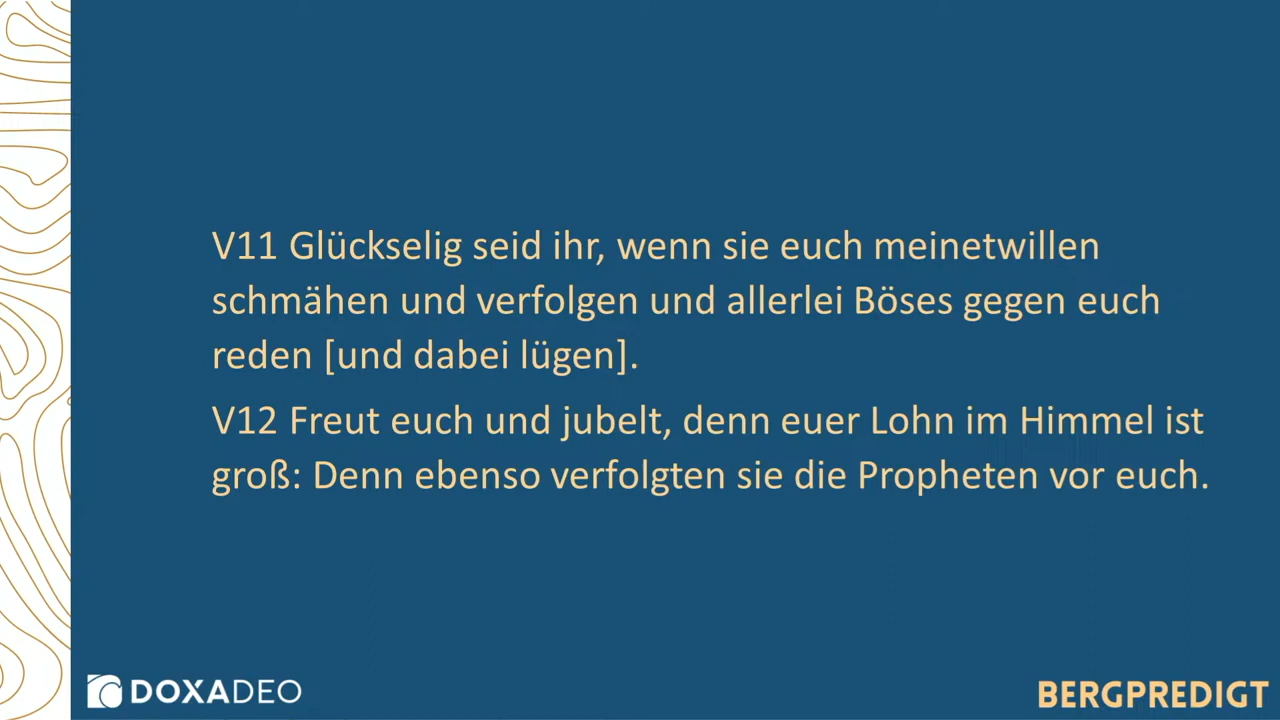 V11 Glückselig seid ihr, wenn sie euch meinetwillen
schmähen und verfolgen und allerlei Böses gegen euch
reden [und dabei lügen].
V12 Freut euch und jubelt, denn euer Lohn im Himmel ist
groß: Denn ebenso verfolgten sie die Propheten vor euch.
DOXADEO
BERGPREDIGT